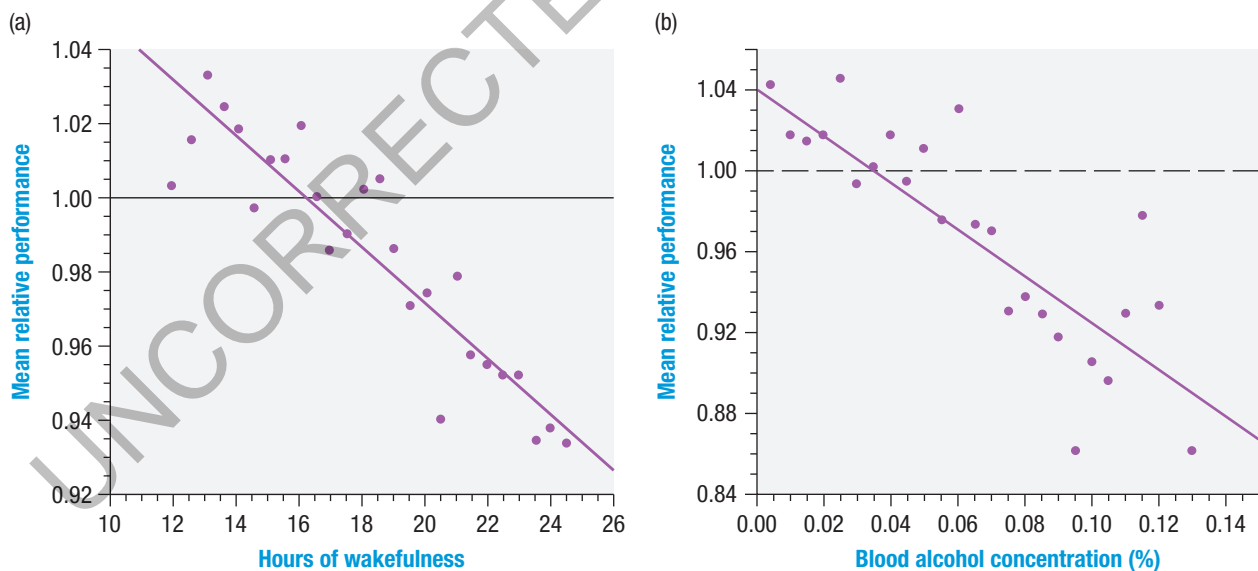 (a)
1.04
1.02
1.00
0.98
0.96
0.94
0.92
10 12 14 16 18 20 22 24 26
Mean relative performance
Hours of wakefulness
(b)
1.04
1.00
0.96
0.92
0.88
0.84
0.00 0.02 0.04 0.06 0.08 0.10 0.12 0.14
Mean relative performance
Blood alcohol concentration (%)
UNCORRECTE